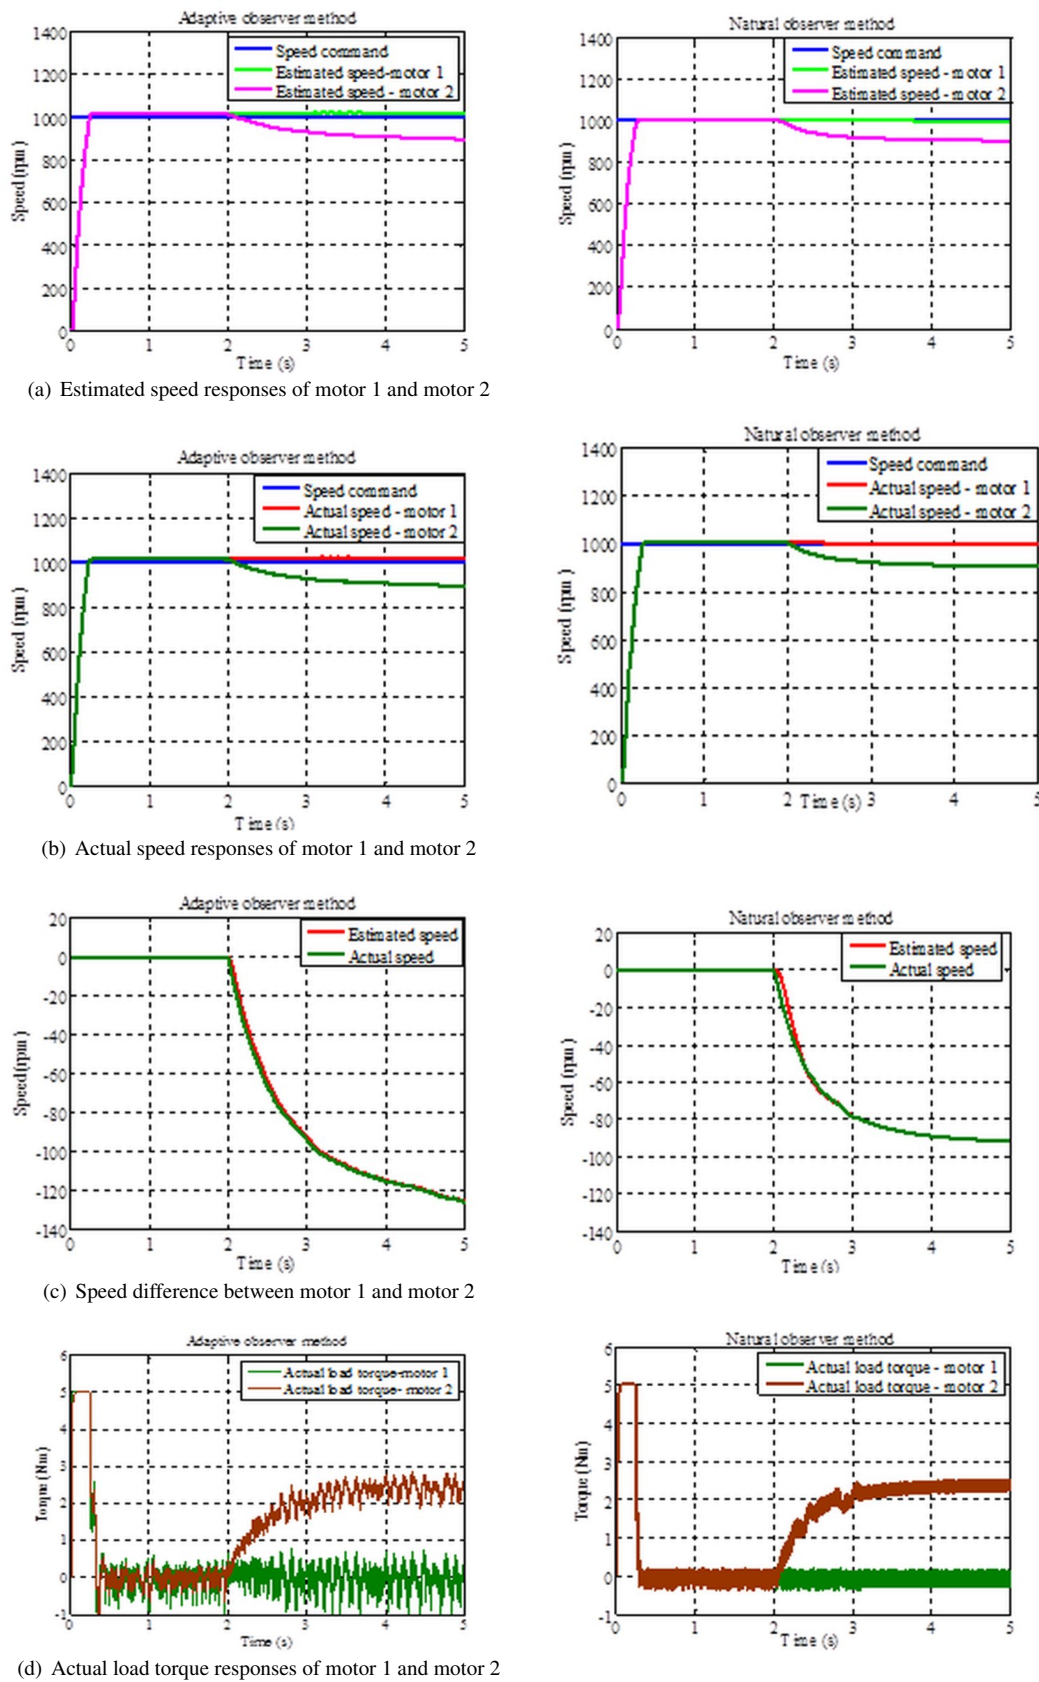 Adaptive observer method
1400
1200
1000
800
600
400
200
0
Speed (rpm)
Speed command
Estimated speed-motor 1
Estimated speed - motor 2
0 1 2 3 4 5
Time (s)
Natural observer method
1400
1200
1000
800
600
400
200
0
Speed (rpm)
Speed command
Estimated speed - motor 1
Estimated speed - motor 2
0 1 2 3 4 5
Time (s)
(a) Estimated speed responses of motor 1 and motor 2
Adaptive observer method
1400
1200
1000
800
600
400
200
0
Speed (rpm)
Speed command
Actual speed - motor 1
Actual speed - motor 2
0 1 2 3 4 5
Time (s)
Natural observer method
1400
1200
1000
800
600
400
200
0
Speed (rpm)
Speed command
Actual speed - motor 1
Actual speed - motor 2
0 1 2 Time (s) 3 4 5
(b) Actual speed responses of motor 1 and motor 2
Adaptive observer method
20
0
-20
-40
-60
-80
-100
-120
-140
Speed (rpm)
Estimated speed
Actual speed
0 1 2 3 4 5
Time (s)
Natural observer method
20
0
-20
-40
-60
-80
-100
-120
-140
Speed (rpm)
Estimated speed
Actual speed
0 1 2 3 4 5
Time (s)
(c) Speed difference between motor 1 and motor 2
Adaptive observer method
6
5
4
3
2
1
0
-1
Torque (Nm)
Actual load torque-motor 1
Actual load torque- motor 2
0 1 2 3 4 5
Time (s)
Natural observer method
6
5
4
3
2
1
0
-1
Torque (Nm)
Actual load torque - motor 1
Actual load torque - motor 2
0 1 2 3 4 5
Time (s)
(d) Actual load torque responses of motor 1 and motor 2